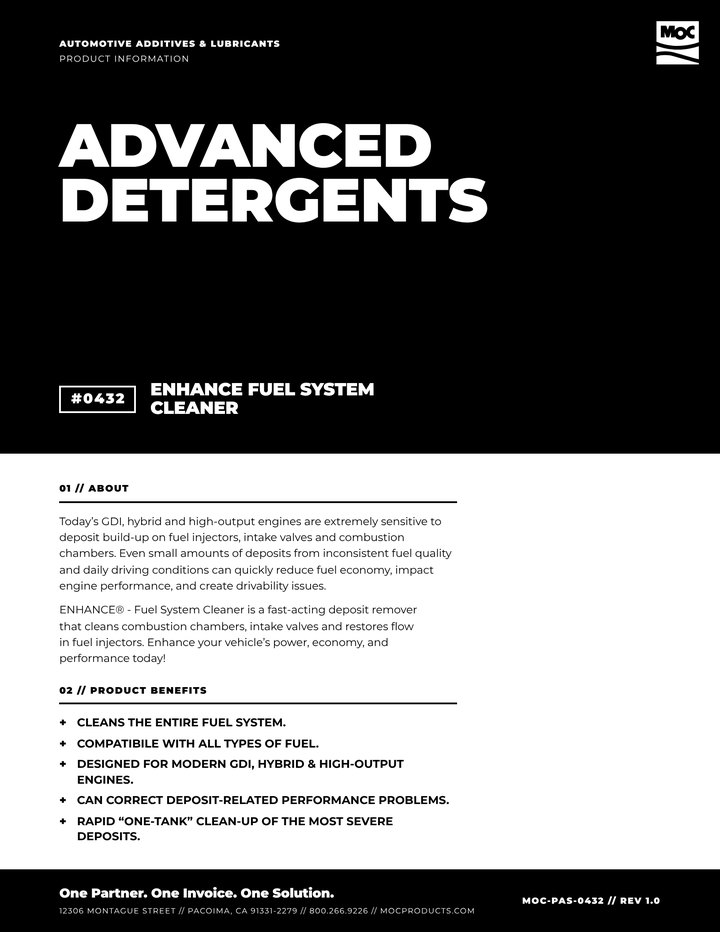 AUTOMOTIVE ADDITIVES & LUBRICANTS
PRODUCT INFORMATION
MOC
ADVANCED
DETERGENTS
#0432
ENHANCE FUEL SYSTEM
CLEANER
01 // ABOUT
Today’s GDI, hybrid and high-output engines are extremely sensitive to
deposit build-up on fuel injectors, intake valves and combustion
chambers. Even small amounts of deposits from inconsistent fuel quality
and daily driving conditions can quickly reduce fuel economy, impact
engine performance, and create drivability issues.
ENHANCE® - Fuel System Cleaner is a fast-acting deposit remover
that cleans combustion chambers, intake valves and restores flow
in fuel injectors. Enhance your vehicle’s power, economy, and
performance today!
02 // PRODUCT BENEFITS
+ CLEANS THE ENTIRE FUEL SYSTEM.
+ COMPATIBILE WITH ALL TYPES OF FUEL.
+ DESIGNED FOR MODERN GDI, HYBRID & HIGH-OUTPUT
ENGINES.
+ CAN CORRECT DEPOSIT-RELATED PERFORMANCE PROBLEMS.
+ RAPID “ONE-TANK” CLEAN-UP OF THE MOST SEVERE
DEPOSITS.
One Partner. One Invoice. One Solution.
12306 MONTAGUE STREET // PACOIMA, CA 91331-2279 // 800.266.9226 // MOCPRODUCTS.COM
MOC-PAS-0432 // REV 1.0